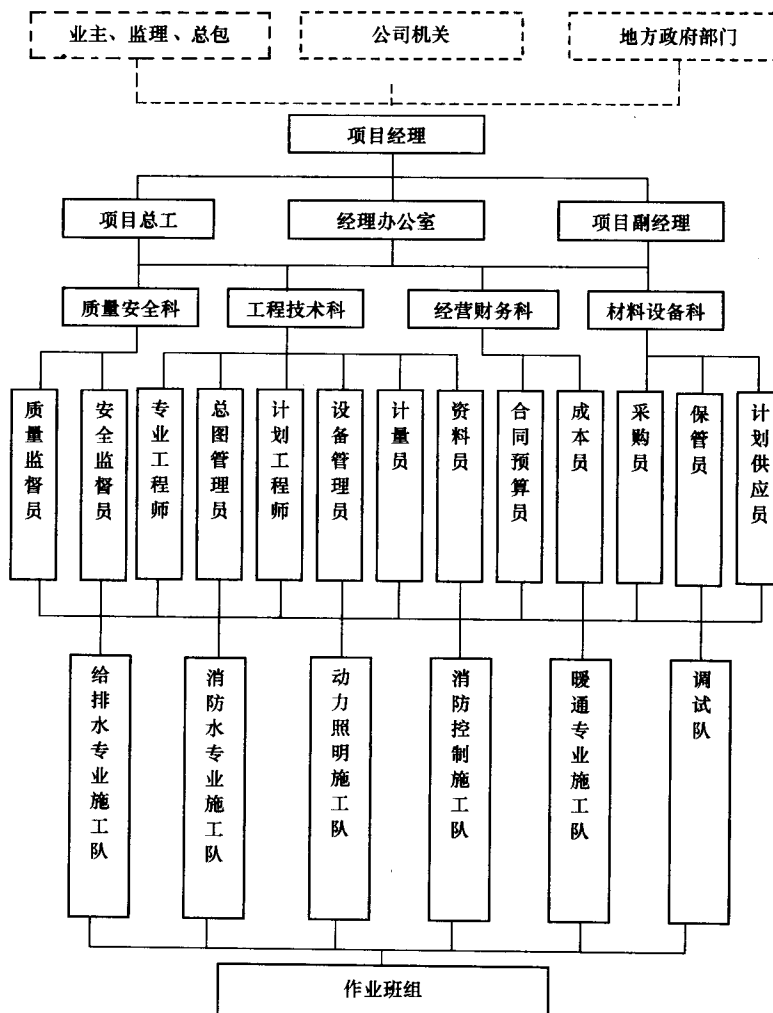 业主、监理、总包
公司机关
地方政府部门
项目经理
项目总工
经理办公室
项目副经理
质量安全科
工程技术科
经营财务科
材料设备科
质量监督员
安全监督员
专业工程师
总图管理员
计划工程师
设备管理员
计量员
资料员
合同预算员
成本员
采购员
保管员
计划供应员
给排水专业施工队
消防水专业施工队
动力照明施工队
消防控制施工队
暖通专业施工队
调试队
作业班组